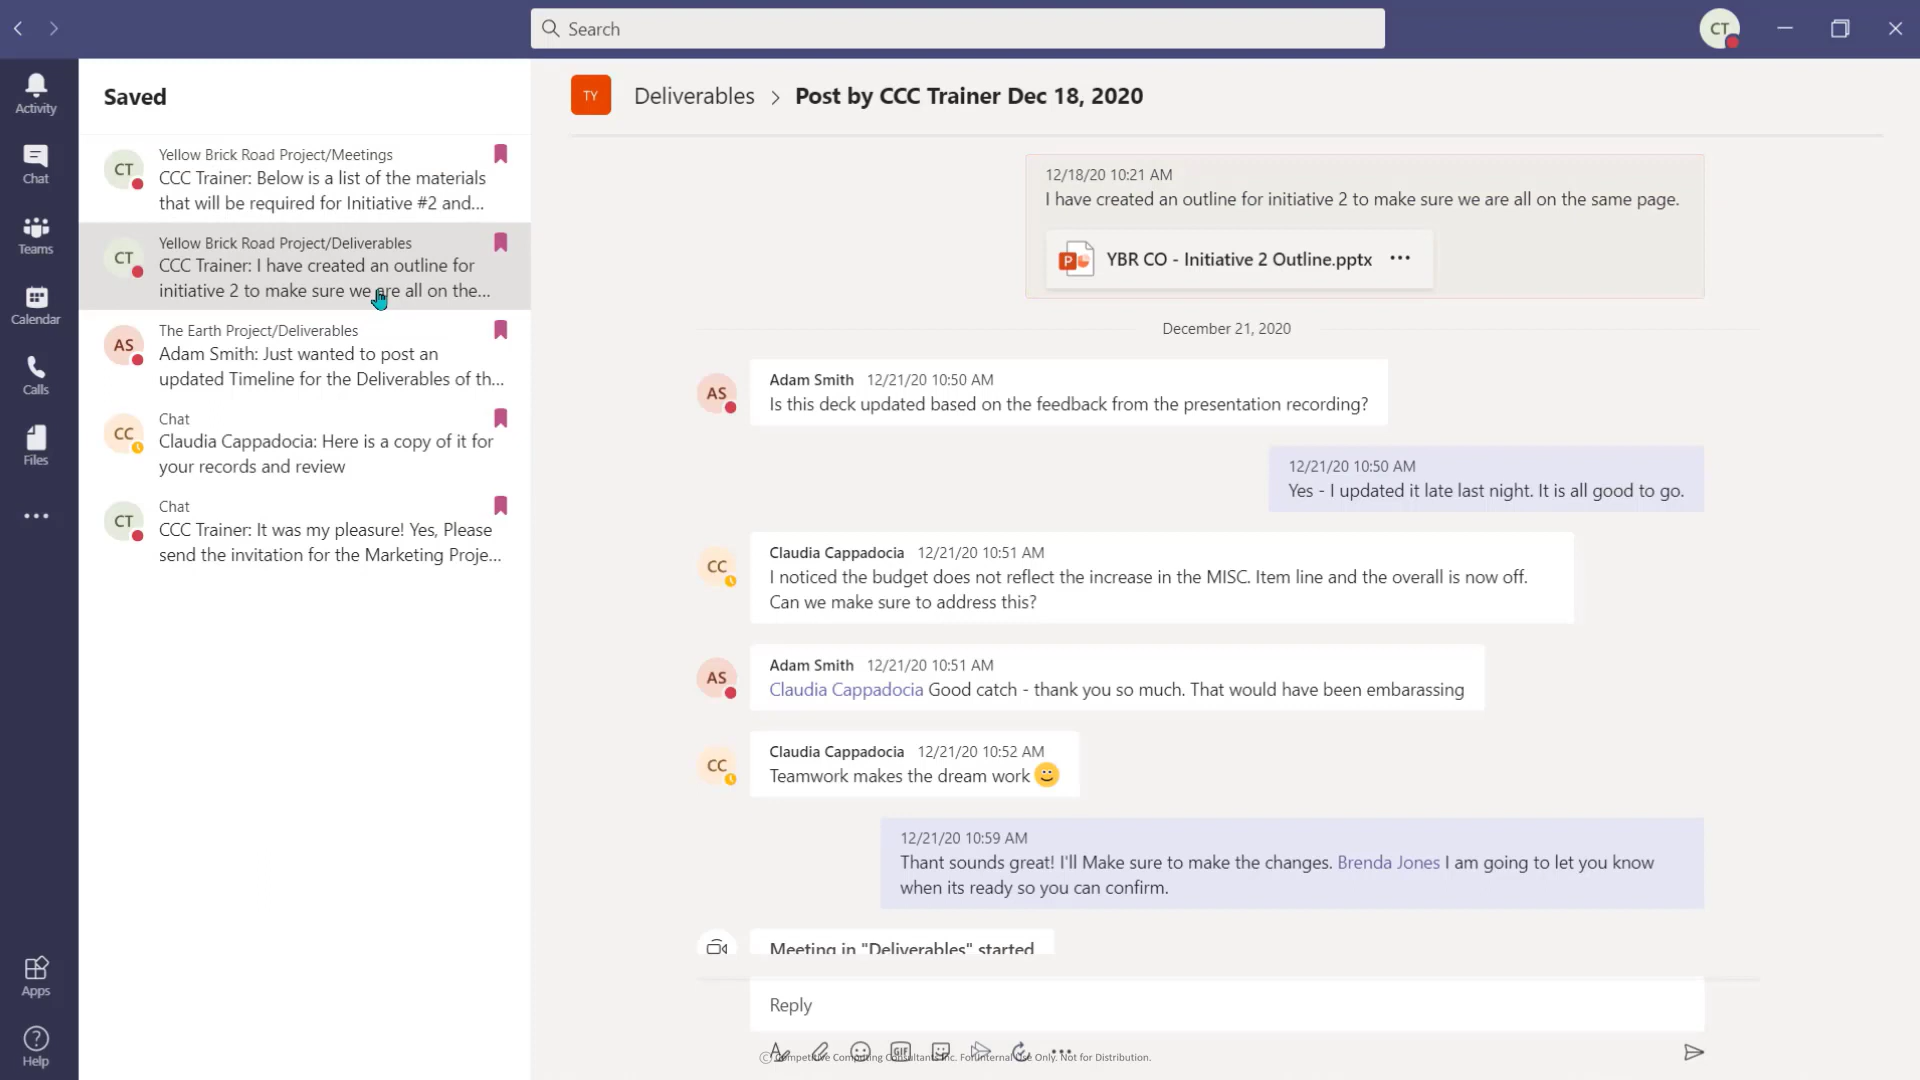 Search
CT
Activity
Chat
Teams
Calendar
Calls
Files
Apps
Help
Saved
CT
Yellow Brick Road Project/Meetings
CCC Trainer: Below is a list of the materials
that will be required for Initiative #2 and...
CT
Yellow Brick Road Project/Deliverables
CCC Trainer: I have created an outline for
initiative 2 to make sure we are all on the...
AS
The Earth Project/Deliverables
Adam Smith: Just wanted to post an
updated Timeline for the Deliverables of th...
CC
Chat
Claudia Cappadocia: Here is a copy of it for
your records and review
CT
Chat
CCC Trainer: It was my pleasure! Yes, Please
send the invitation for the Marketing Proje...
TY
Deliverables > Post by CCC Trainer Dec 18, 2020
12/18/20 10:21 AM
I have created an outline for initiative 2 to make sure we are all on the same page.
YBR CO - Initiative 2 Outline.pptx ...
December 21, 2020
AS
Adam Smith 12/21/20 10:50 AM
Is this deck updated based on the feedback from the presentation recording?
12/21/20 10:50 AM
Yes - I updated it late last night. It is all good to go.
CC
Claudia Cappadocia 12/21/20 10:51 AM
I noticed the budget does not reflect the increase in the MISC. Item line and the overall is now off.
Can we make sure to address this?
AS
Adam Smith 12/21/20 10:51 AM
Claudia Cappadocia Good catch - thank you so much. That would have been embarassing
CC
Claudia Cappadocia 12/21/20 10:52 AM
Teamwork makes the dream work
12/21/20 10:59 AM
Thant sounds great! I'll Make sure to make the changes. Brenda Jones I am going to let you know
when its ready so you can confirm.
Meeting in "Deliverables" started
Reply
GIF
© Competitive Computing Consultants Inc. For Internal Use Only. Not for Distribution.